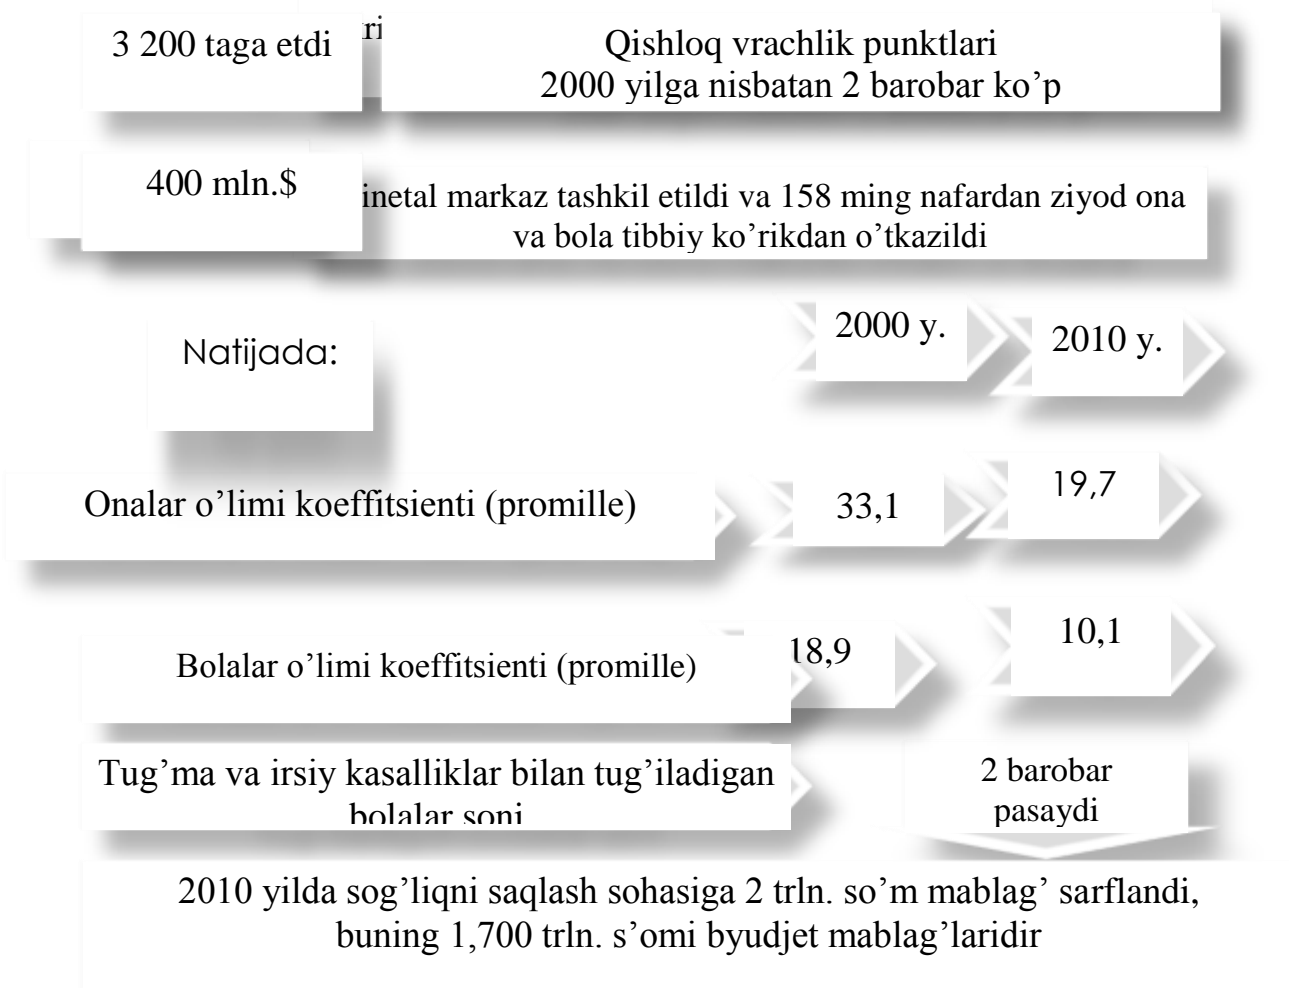 3 200 taga etdi
Qishloq vrachlik punktlari
2000 yilga nisbatan 2 barobar ko’p
400 mln.$
markaz tashkil etildi va 158 ming nafardan ziyod ona
va bola tibbiy ko’rikdan o’tkazildi
Natijada:
2000 y.
2010 y.
Onalar o’limi koeffitsienti (promille)
33,1
19,7
Bolalar o’limi koeffitsienti (promille)
18,9
10,1
Tug’ma va irsiy kasalliklar bilan tug’iladigan
bolalar soni
2 barobar
pasaydi
2010 yilda sog’liqni saqlash sohasiga 2 trln. so’m mablag’ sarflandi,
buning 1,700 trln. s’omi byudjet mablag’laridir